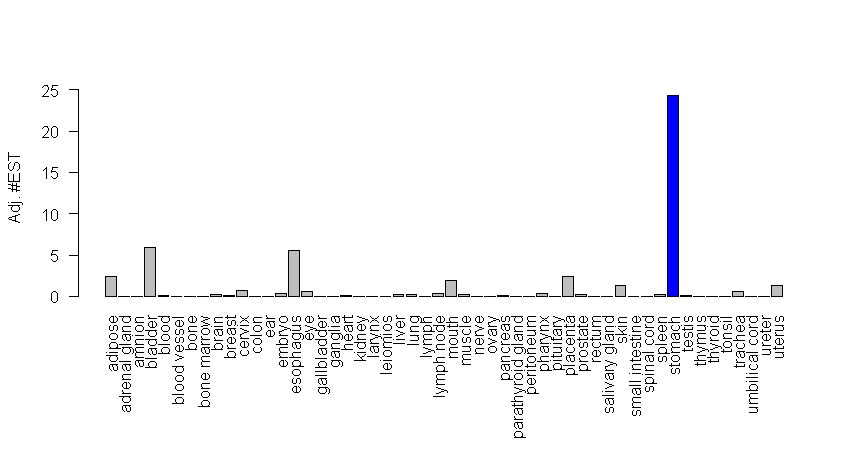 Adj. #EST
25
20
15
10
5
0
adipose
adrenal gland
amnion
bladder
blood
blood vessel
bone
bone marrow
brain
breast
cervix
colon
ear
embryo
esophagus
eye
gallbladder
ganglia
heart
kidney
larynx
leiomios
liver
lung
lymph
lymph node
mouth
muscle
nerve
ovary
pancreas
parathyroid gland
peritoneum
pharynx
pituitary
placenta
prostate
rectum
salivary gland
skin
small intestine
spinal cord
spleen
stomach
testis
thymus
thyroid
tonsil
trachea
umbilical cord
ureter
uterus